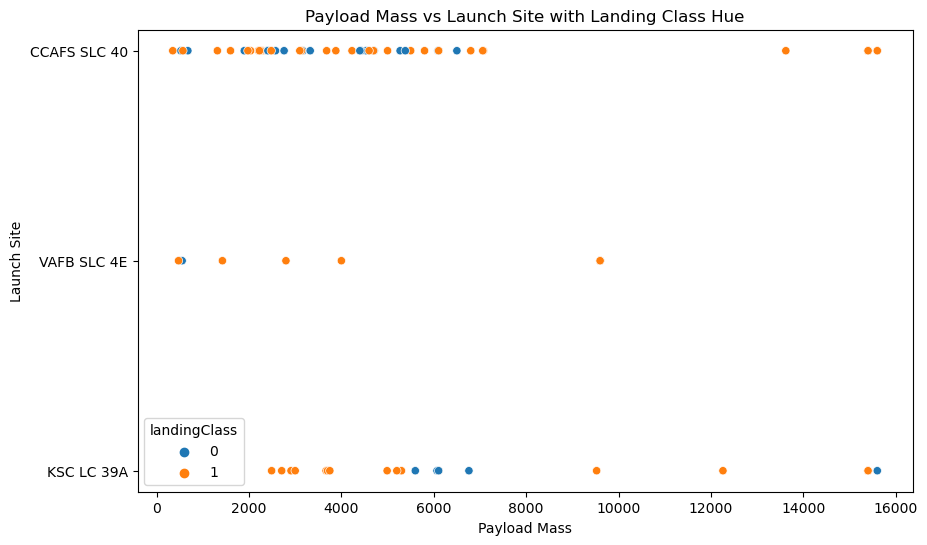 Payload Mass vs Launch Site with Landing Class Hue
CCAFS SLC 40
VAFB SLC 4E
KSC LC 39A
Launch Site
landingClass
0
1
0 2000 4000 6000 8000 10000 12000 14000 16000
Payload Mass